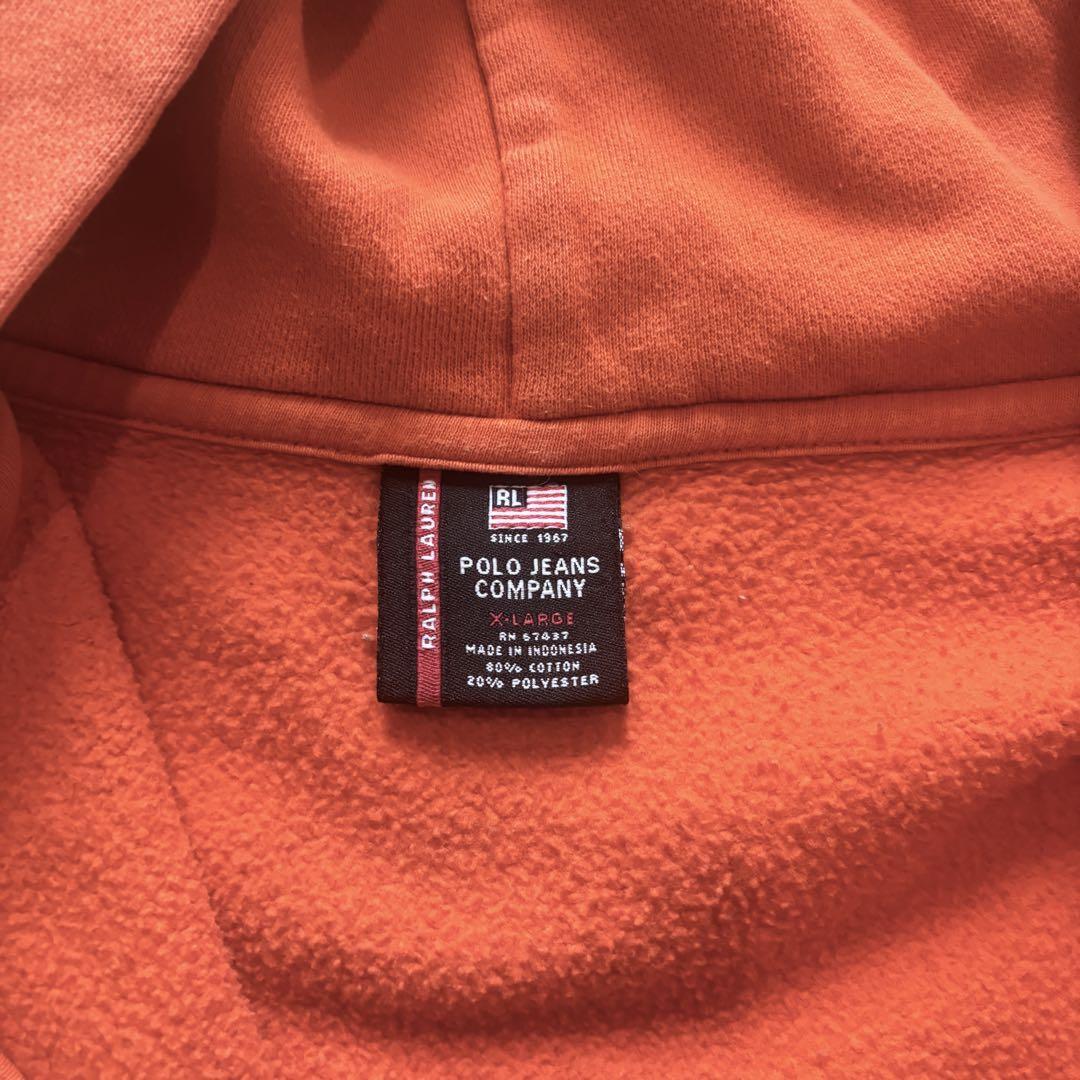 RALPH LAUREN
RL
SINCE 1967
POLO JEANS
COMPANY
X-LARGE
RN 67437
MADE IN INDONESIA
80% COTTON
20% POLYESTER